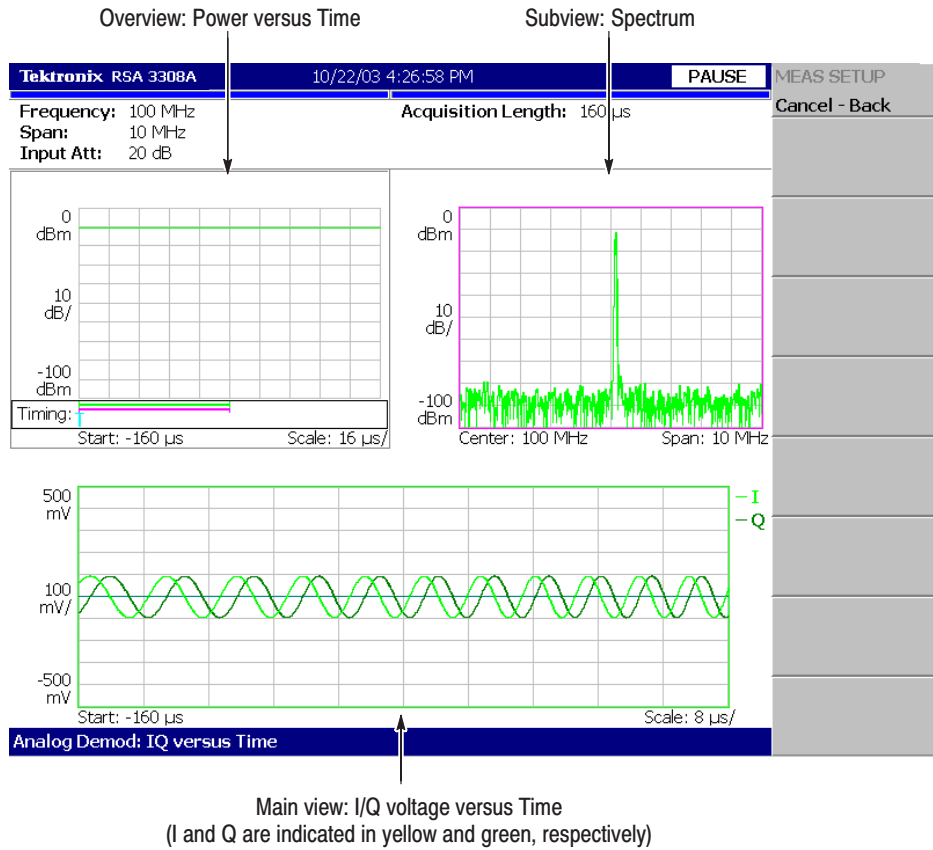 Overview: Power versus Time
Subview: Spectrum
Tektronix RSA 3308A
10/22/03 4:26:58 PM
PAUSE
MEAS SETUP
Cancel - Back
Frequency: 100 MHz
Span: 10 MHz
Input Att: 20 dB
Acquisition Length: 160 µs
0
dBm
10
dB/
-100
dBm
Timing:
T
Start: -160 µs
Scale: 16 µs/
0
dBm
10
dB/
-100
dBm
Center: 100 MHz
Span: 10 MHz
500
mV
100
mV/
-500
mV
I
Q
Start: -160 µs
Scale: 8 µs/
Analog Demod: IQ versus Time
Main view: I/Q voltage versus Time
(I and Q are indicated in yellow and green, respectively)